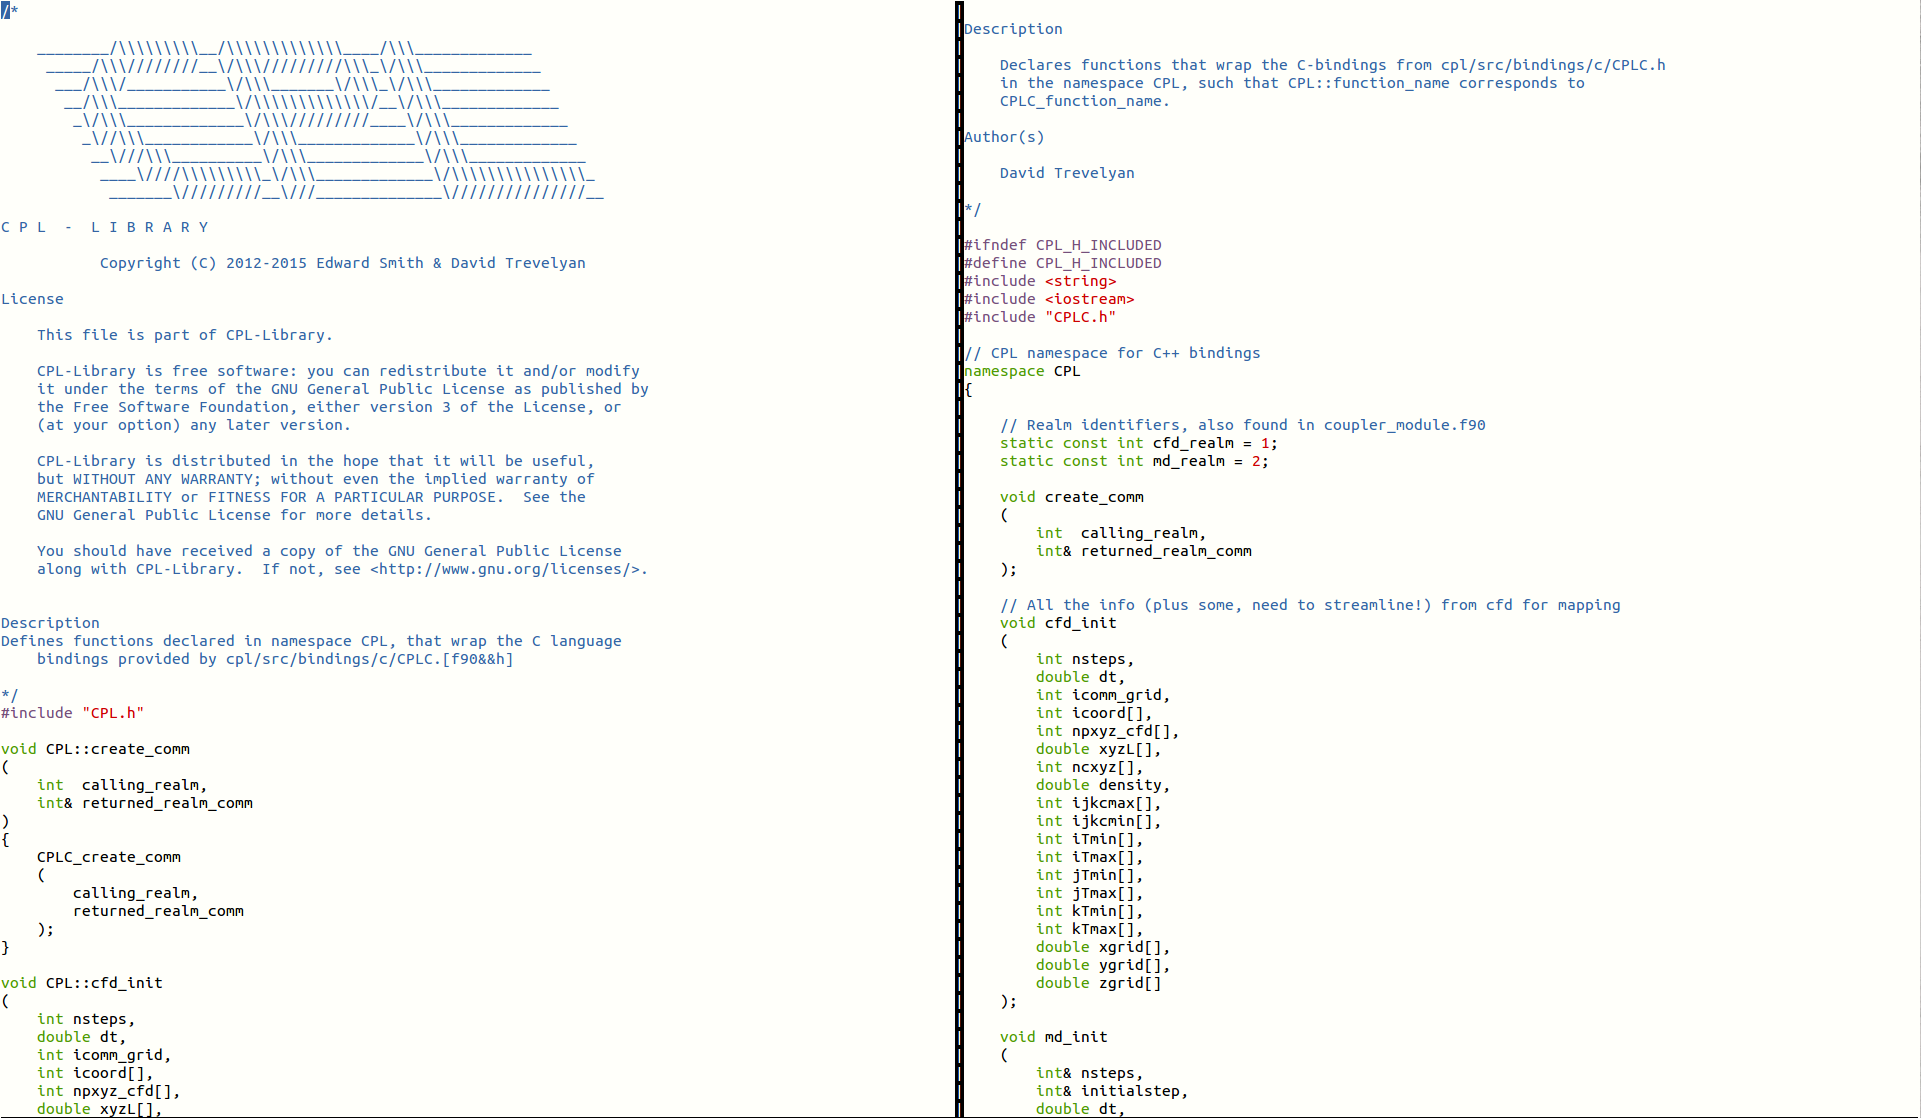 /*
________/\\\\\\\\\__/\\\\\\\\\\\\\____/\\\_____________
_____/\\\////////__\/\\\/////////\\\_\/\\\_____________
___/\\\/___________\/\\\_______\/\\\_\/\\\_____________
__/\\\_____________\/\\\\\\\\\\\\\/__\/\\\_____________
_\/\\\_____________\/\\\/////////____\/\\\_____________
_\//\\\____________\/\\\_____________\/\\\_____________
__\///\\\__________\/\\\_____________\/\\\_____________
____\////\\\\\\\\\_\/\\\_____________\/\\\\\\\\\\\\\\\_
_______\/////////__\///______________\///////////////__
C P L  -  L I B R A R Y
Copyright (C) 2012-2015 Edward Smith & David Trevelyan
License
This file is part of CPL-Library.
CPL-Library is free software: you can redistribute it and/or modify
it under the terms of the GNU General Public License as published by
the Free Software Foundation, either version 3 of the License, or
(at your option) any later version.
CPL-Library is distributed in the hope that it will be useful,
but WITHOUT ANY WARRANTY; without even the implied warranty of
MERCHANTABILITY or FITNESS FOR A PARTICULAR PURPOSE.  See the
GNU General Public License for more details.
You should have received a copy of the GNU General Public License
along with CPL-Library.  If not, see <http://www.gnu.org/licenses/>.
Description
Defines functions declared in namespace CPL, that wrap the C language
bindings provided by cpl/src/bindings/c/CPLC.[f90&&h]
*/
#include "CPL.h"
void CPL::create_comm
(
int  calling_realm,
int& returned_realm_comm
)
{
CPLC_create_comm
(
calling_realm,
returned_realm_comm
);
}
void CPL::cfd_init
(
int nsteps,
double dt,
int icomm_grid,
int icoord[],
int npxyz_cfd[],
double xyzL[],
Description
Declares functions that wrap the C-bindings from cpl/src/bindings/c/CPLC.h
in the namespace CPL, such that CPL::function_name corresponds to
CPLC_function_name.
Author(s)
David Trevelyan
*/
#ifndef CPL_H_INCLUDED
#define CPL_H_INCLUDED
#include <string>
#include <iostream>
#include "CPLC.h"
// CPL namespace for C++ bindings
namespace CPL
{
// Realm identifiers, also found in coupler_module.f90
static const int cfd_realm = 1;
static const int md_realm = 2;
void create_comm
(
int  calling_realm,
int& returned_realm_comm
);
// All the info (plus some, need to streamline!) from cfd for mapping
void cfd_init
(
int nsteps,
double dt,
int icomm_grid,
int icoord[],
int npxyz_cfd[],
double xyzL[],
int ncxyz[],
double density,
int ijkcmax[],
int ijkcmin[],
int iTmin[],
int iTmax[],
int jTmin[],
int jTmax[],
int kTmin[],
int kTmax[],
double xgrid[],
double ygrid[],
double zgrid[]
);
void md_init
(
int& nsteps,
int& initialstep,
double dt,